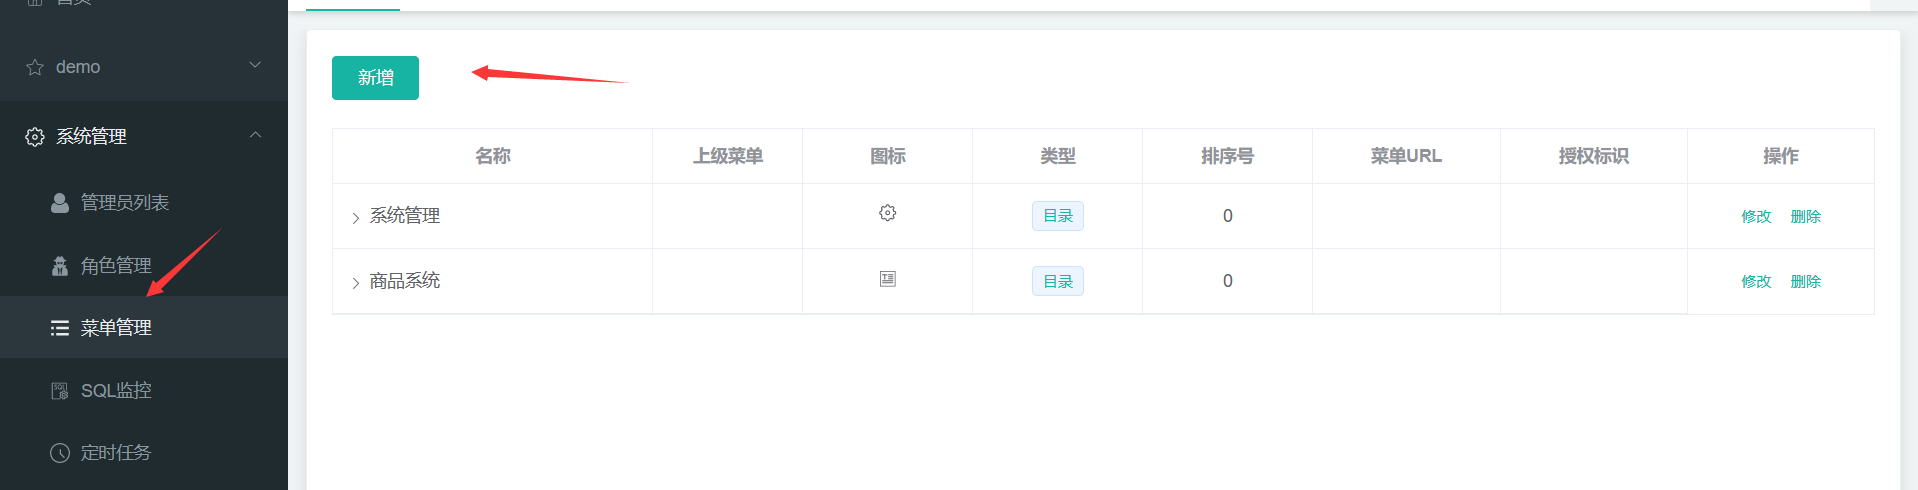 首页
demo
系统管理
管理员列表
角色管理
菜单管理
SQL监控
定时任务
新增
名称 上级菜单 图标 类型 排序号 菜单URL 授权标识 操作
系统管理 目录 0 修改 删除
商品系统 目录 0 修改 删除